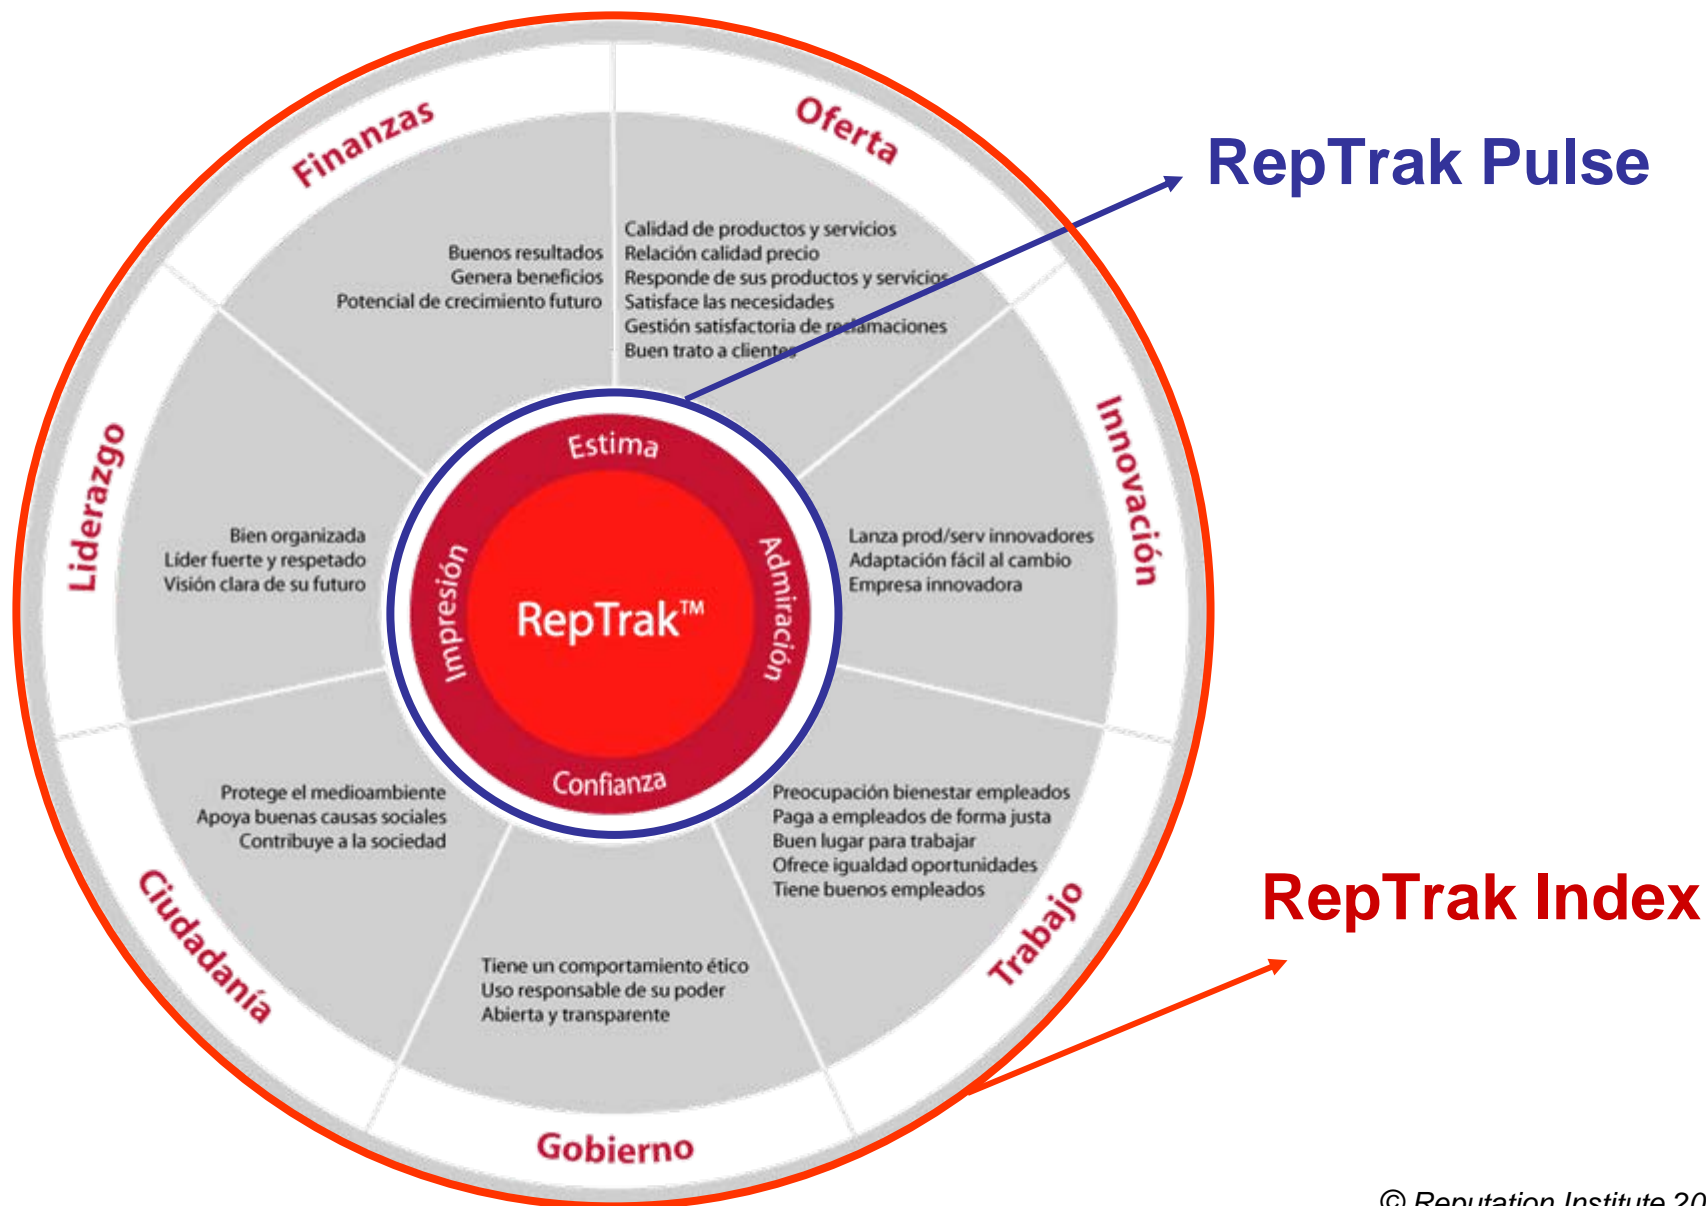 Finanzas
Oferta
RepTrak Pulse
Calidad de productos y servicios
Relación calidad precio
Responde de sus productos y servicios
Satisface las necesidades
Gestión satisfactoria de reclamaciones
Buen trato a clientes
Buenos resultados
Genera beneficios
Potencial de crecimiento futuro
Liderazgo
Innovación
Estima
Impresión
Admiración
Confianza
RepTrak™
Bien organizada
Líder fuerte y respetado
Visión clara de su futuro
Lanza prod/serv innovadores
Adaptación fácil al cambio
Empresa innovadora
Protege el medioambiente
Apoya buenas causas sociales
Contribuye a la sociedad
Preocupación bienestar empleados
Paga a empleados de forma justa
Buen lugar para trabajar
Ofrece igualdad oportunidades
Tiene buenos empleados
RepTrak Index
Ciudadanía
Trabajo
Tiene un comportamiento ético
Uso responsable de su poder
Abierta y transparente
Gobierno
© Reputation Institute 20